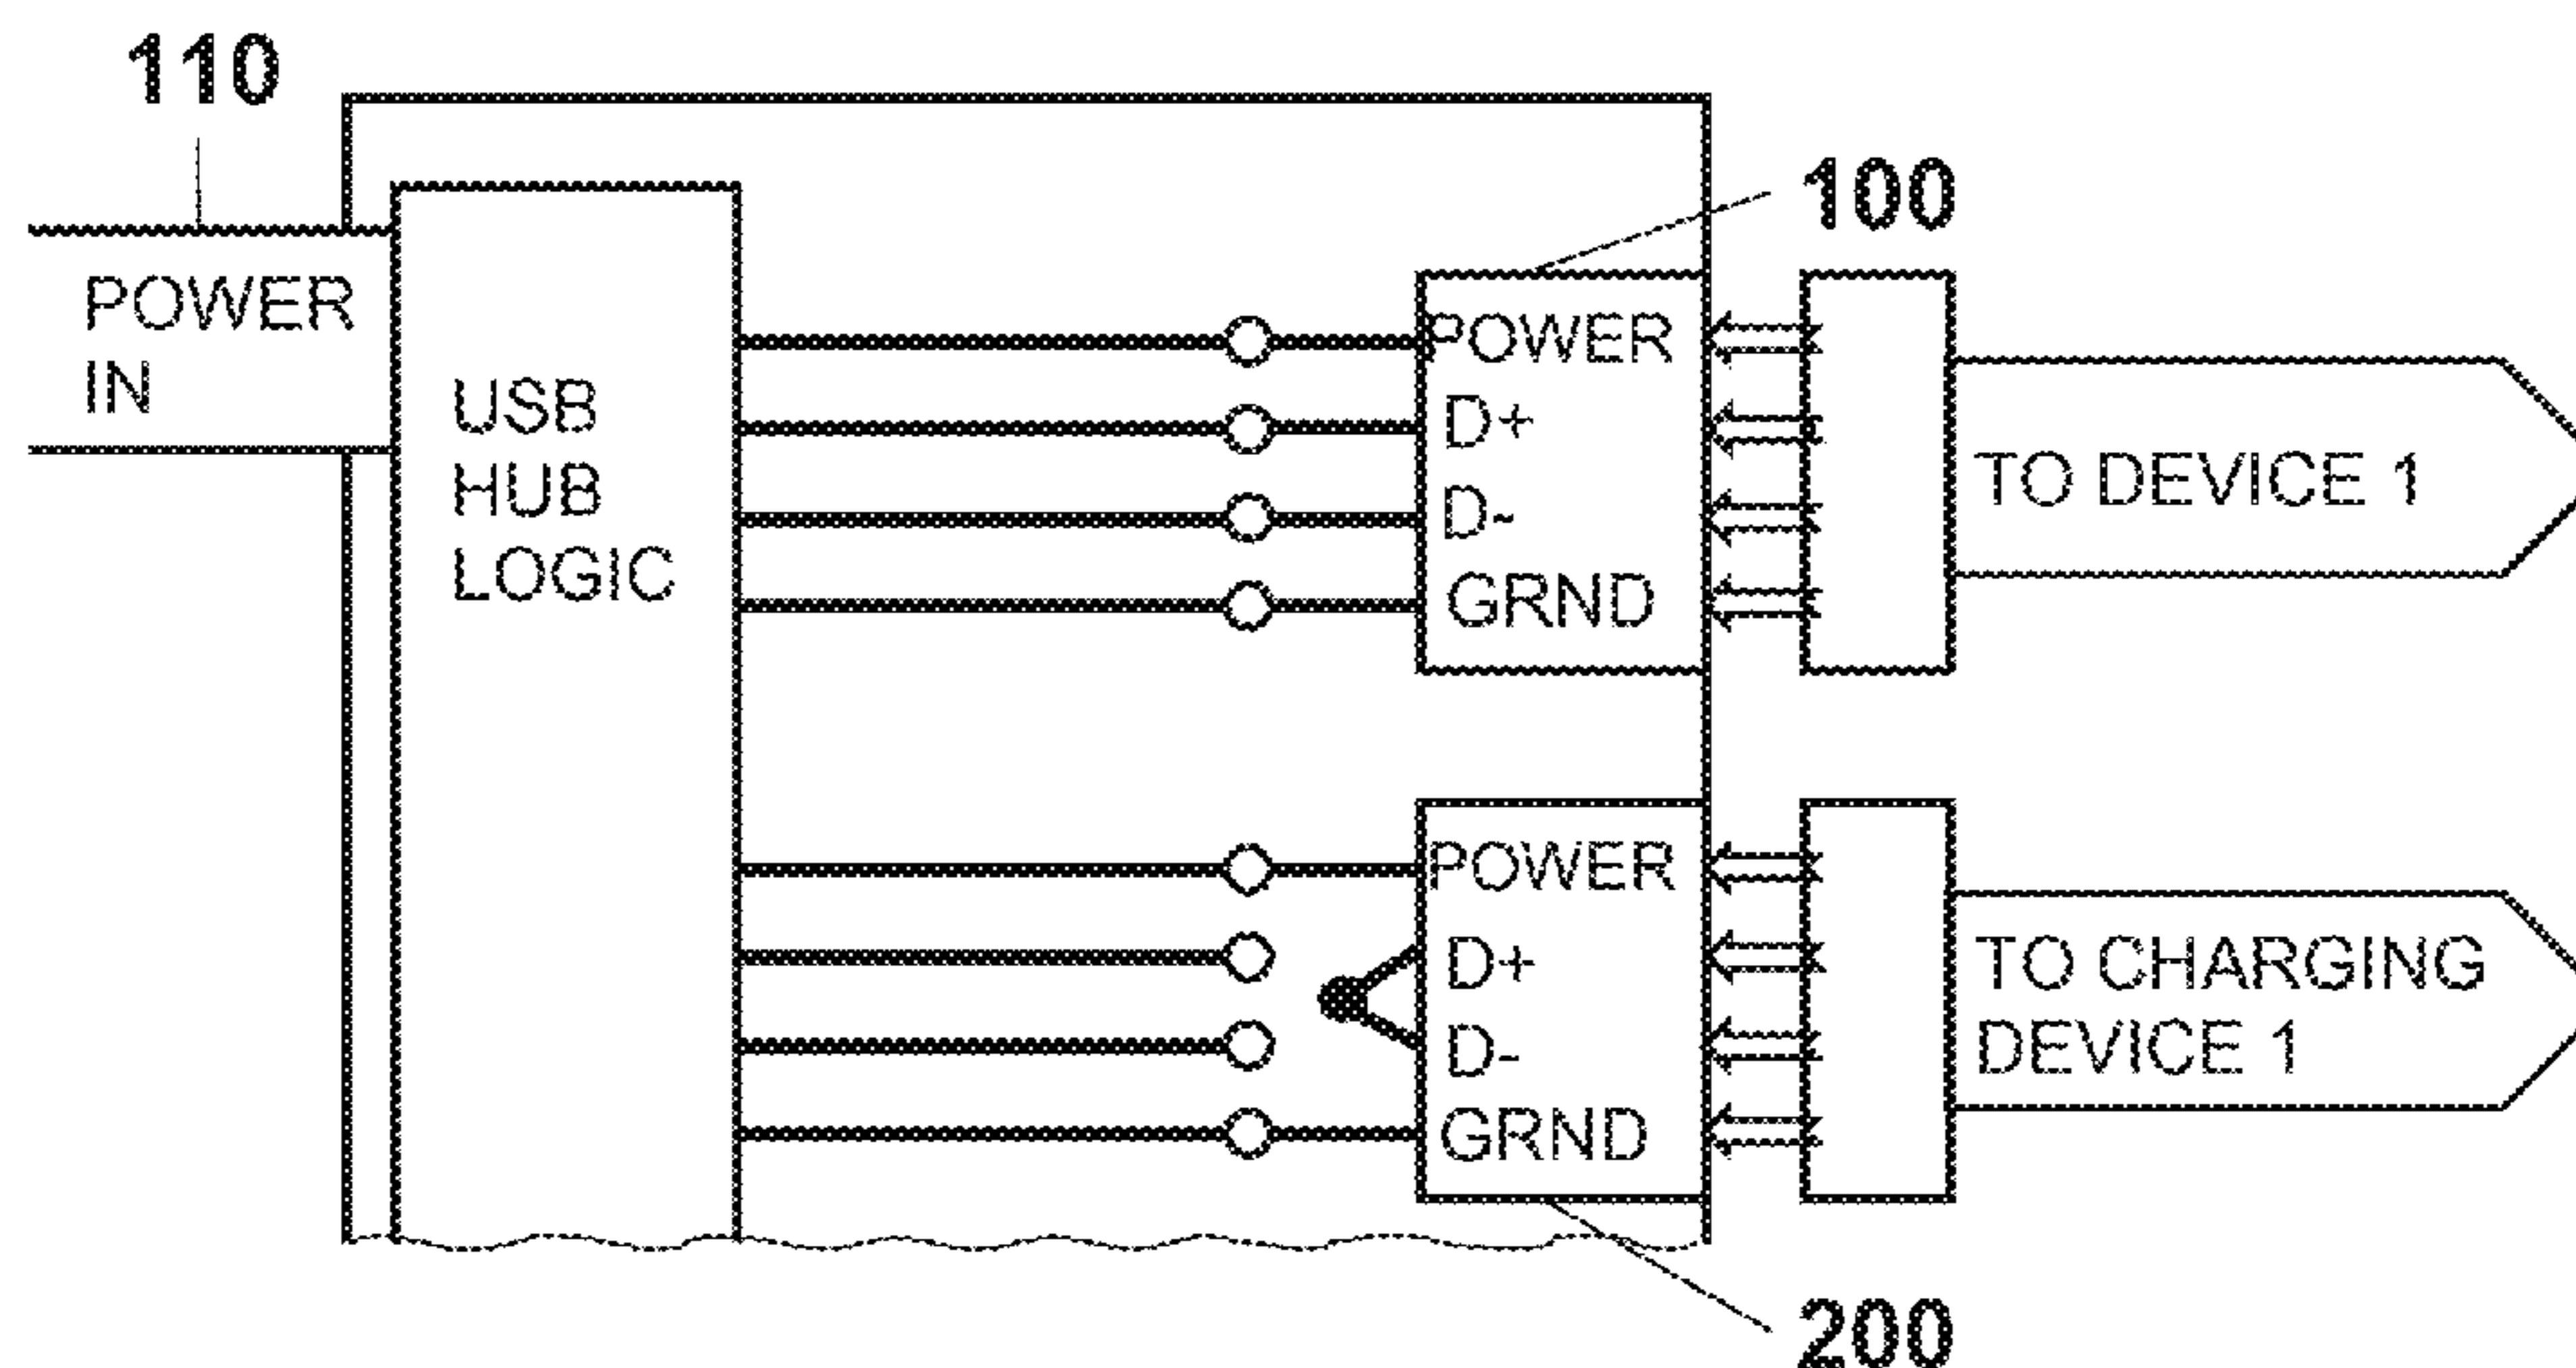 110
100
POWER
IN
USB
HUB
LOGIC
POWER
D+
D-
GRND
TO DEVICE 1
POWER
D+
D-
GRND
TO CHARGING
DEVICE 1
200